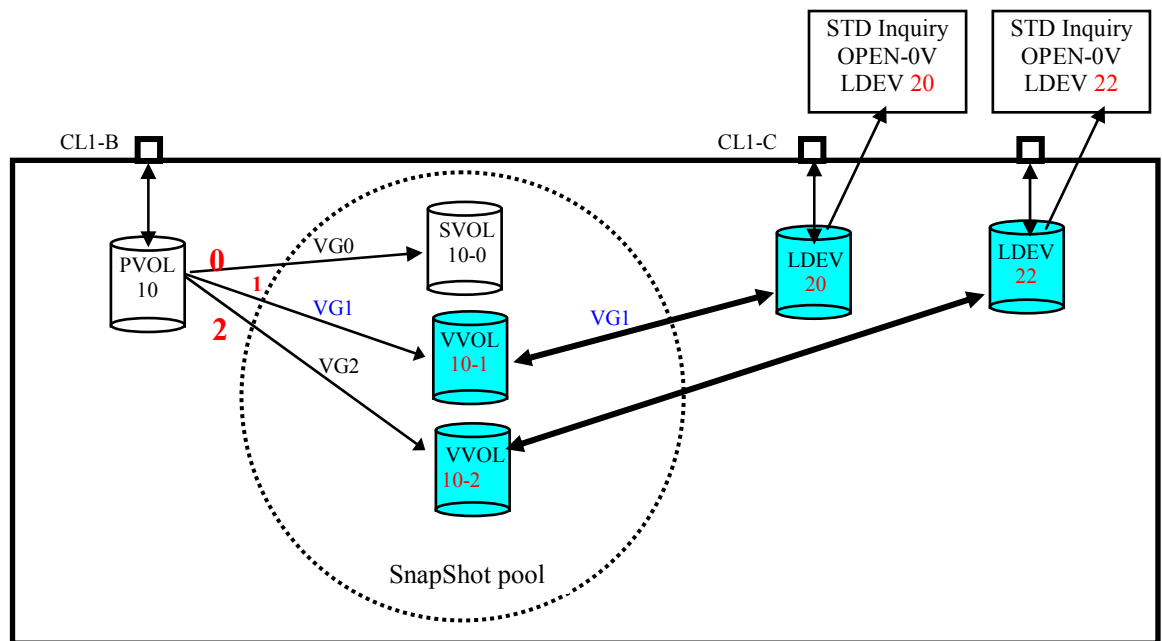 STD Inquiry
OPEN-0V
LDEV 20
STD Inquiry
OPEN-0V
LDEV 22
CL1-B
CL1-C
PVOL
10
0
1
2
VG0
VG1
VG2
SVOL
10-0
VVOL
10-1
VVOL
10-2
VG1
LDEV
20
LDEV
22
SnapShot pool